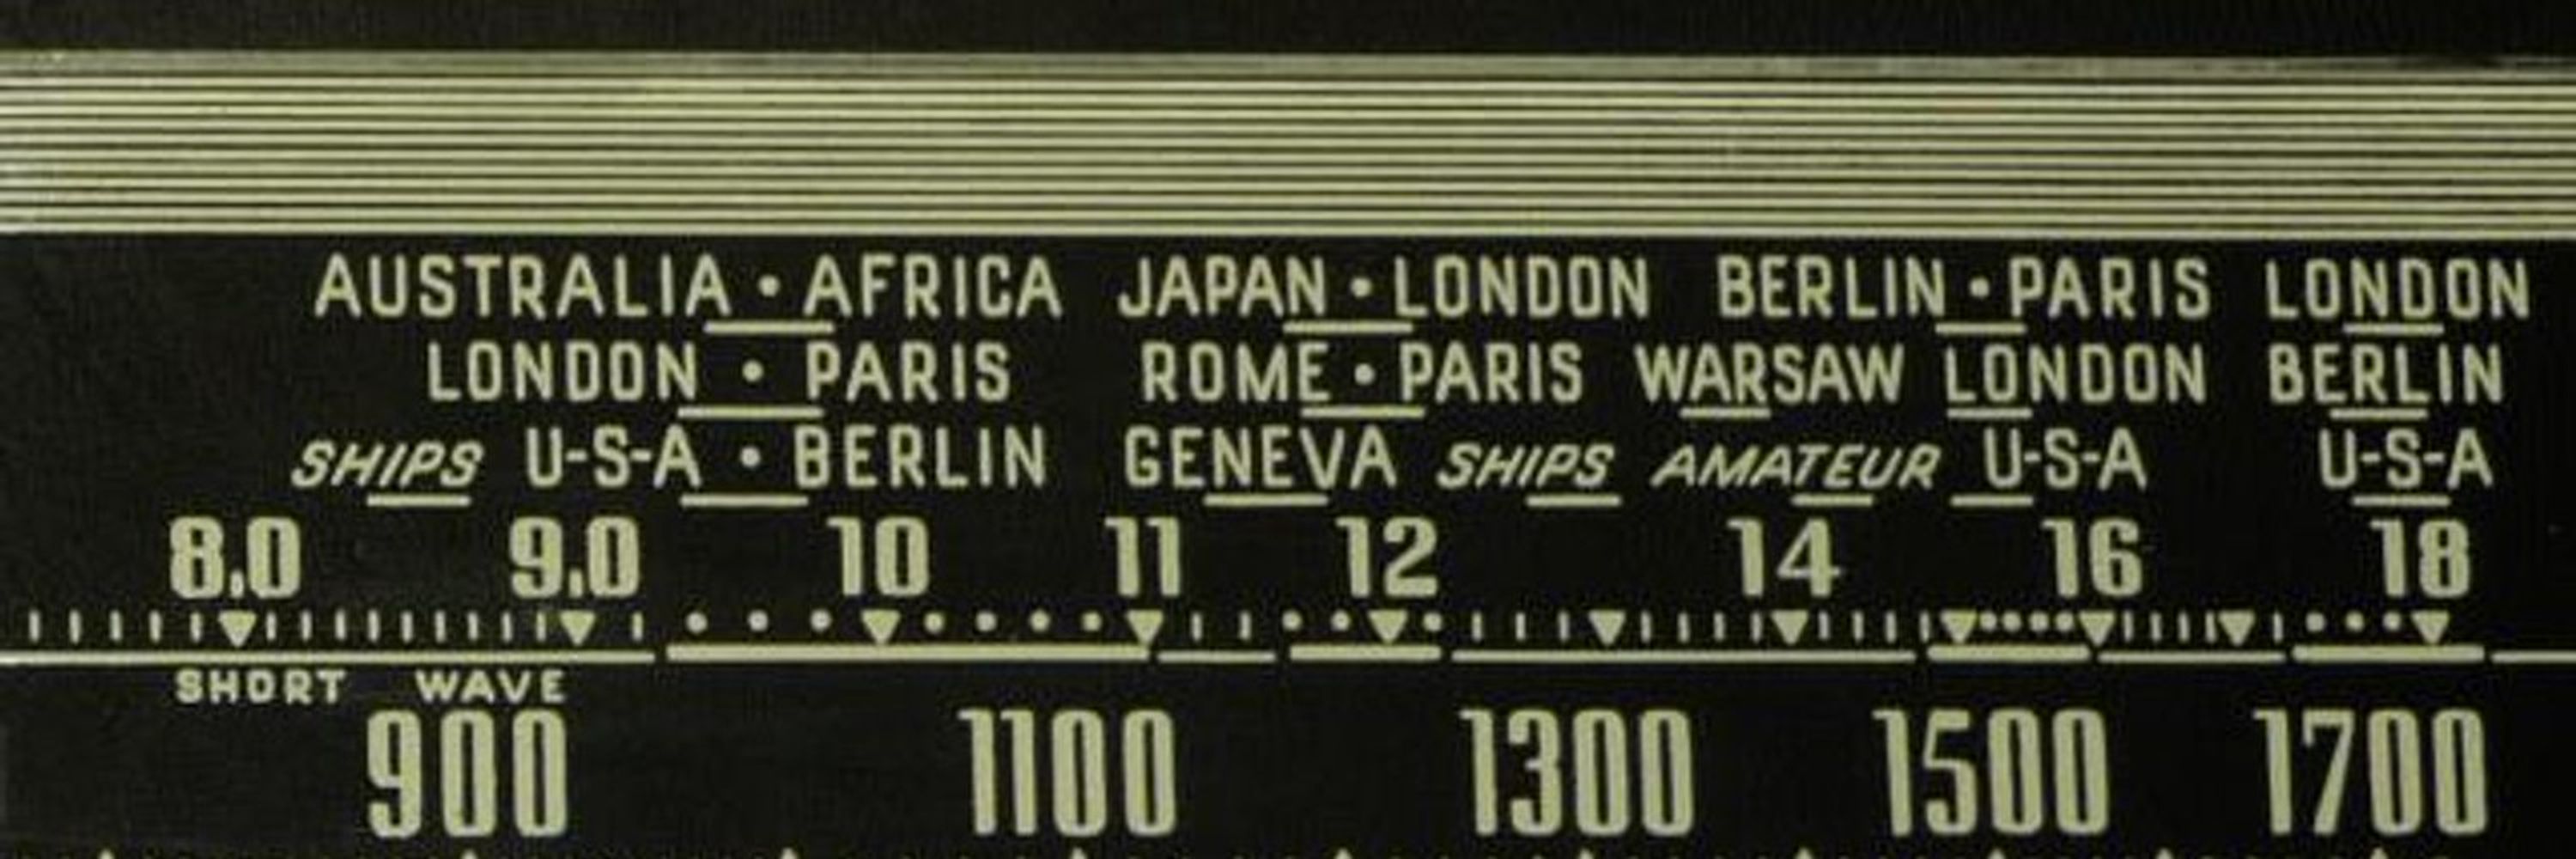 AUSTRALIA • AFRICA JAPAN • LONDON BERLIN • PARIS LONDON
LONDON • PARIS ROME • PARIS WARSAW LONDON BERLIN
SHIPS U-S-A • BERLIN GENEVA SHIPS AMATEUR U-S-A U-S-A
8.0 9.0 10 11 12 14 16 18
SHORT WAVE
900 1100 1300 1500 1700